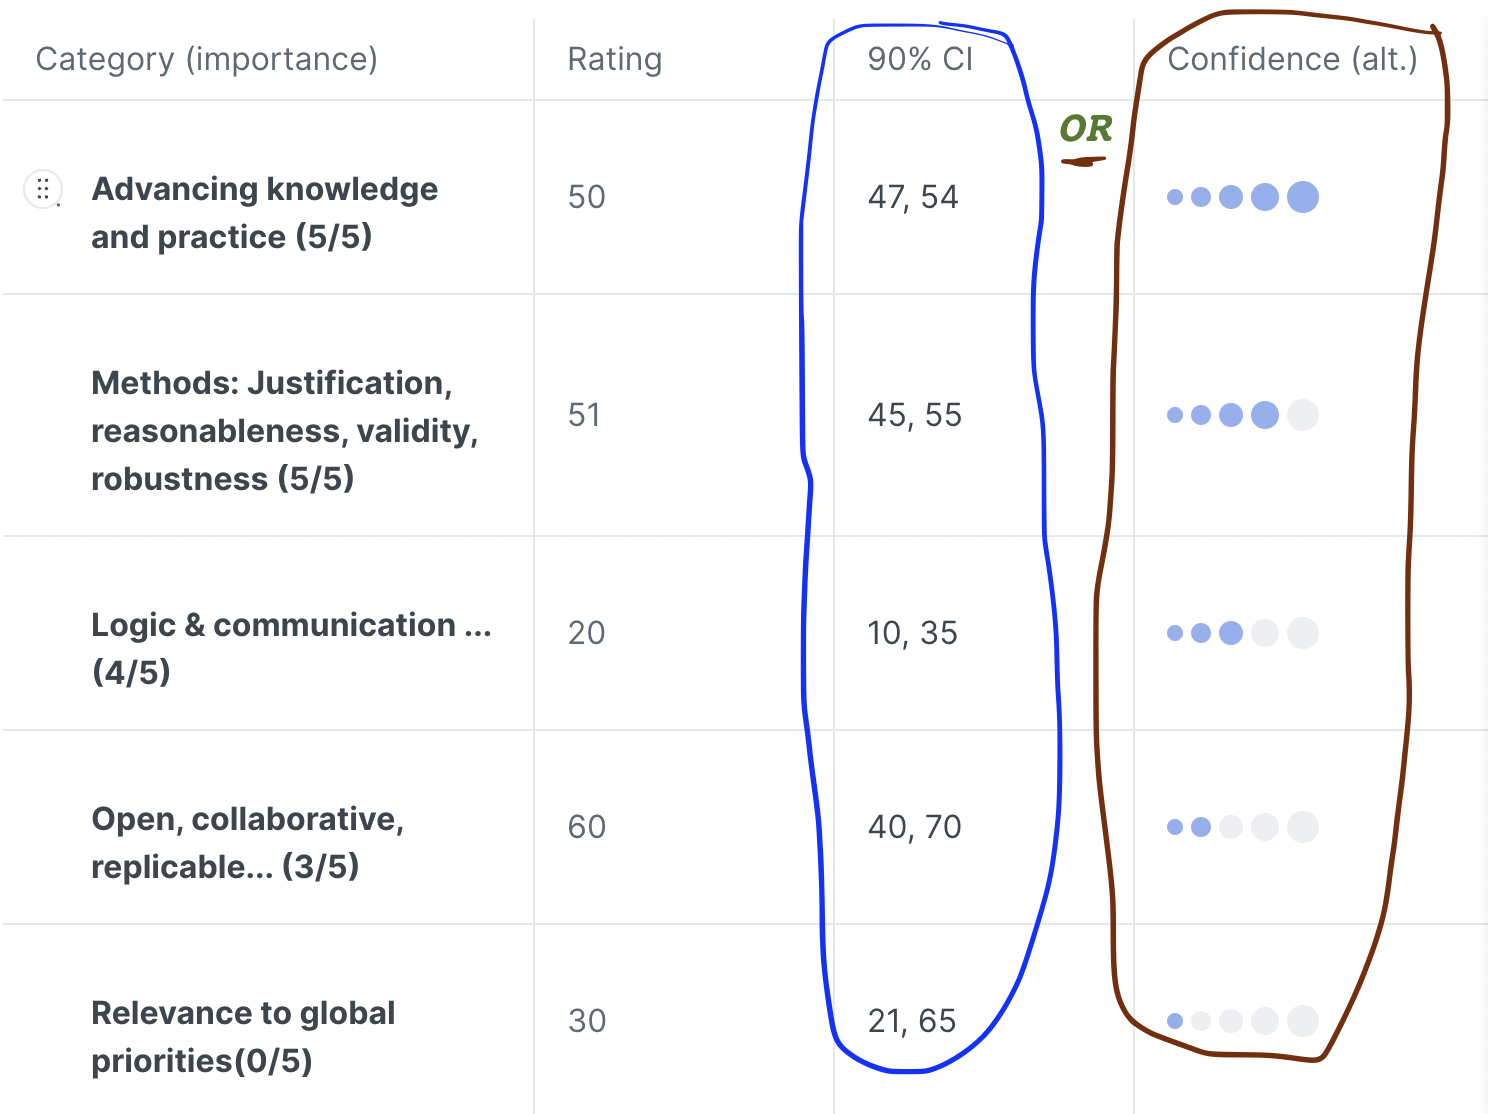 Category (importance) Rating 90% CI Confidence (alt.)
OR
Advancing knowledge
and practice (5/5)
50 47, 54
Methods: Justification,
reasonableness, validity,
robustness (5/5)
51 45, 55
Logic & communication ...
(4/5)
20 10, 35
Open, collaborative,
replicable... (3/5)
60 40, 70
Relevance to global
priorities(0/5)
30 21, 65